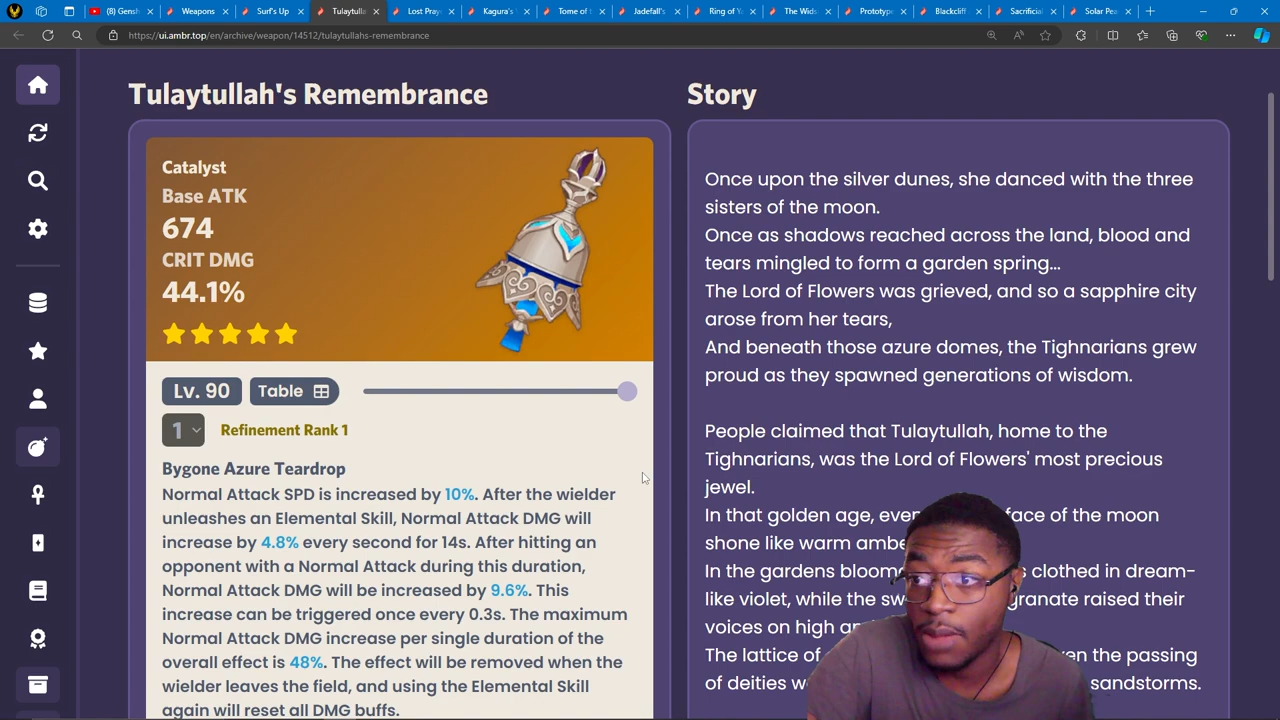 (8) Gensh
Weapons
Surf's Up
Tulaytull
Lost Pray
Kagura's
Tome of
Jadefall's
Ring of Y
The Wids
Prototype
Blackcliff
Sacrificial
Solar Pea
https://ui.ambr.top/en/archive/weapon/14512/tulaytullahs-remembrance
Tulaytullah's Remembrance
Catalyst
Base ATK
674
CRIT DMG
44.1%
Lv. 90
Table
1
Refinement Rank 1
Bygone Azure Teardrop
Normal Attack SPD is increased by 10%. After the wielder
unleashes an Elemental Skill, Normal Attack DMG will
increase by 4.8% every second for 14s. After hitting an
opponent with a Normal Attack during this duration,
Normal Attack DMG will be increased by 9.6%. This
increase can be triggered once every 0.3s. The maximum
Normal Attack DMG increase per single duration of the
overall effect is 48%. The effect will be removed when the
wielder leaves the field, and using the Elemental Skill
again will reset all DMG buffs.
Story
Once upon the silver dunes, she danced with the three
sisters of the moon.
Once as shadows reached across the land, blood and
tears mingled to form a garden spring...
The Lord of Flowers was grieved, and so a sapphire city
arose from her tears,
And beneath those azure domes, the Tighnarians grew
proud as they spawned generations of wisdom.
People claimed that Tulaytullah, home to the
Tighnarians, was the Lord of Flowers' most precious
jewel.
In that golden age, even face of the moon
shone like warm ambe
In the gardens bloome s clothed in dream-
like violet, while the sw granate raised their
voices on high an
The lattice of en the passing
of deities w sandstorms.